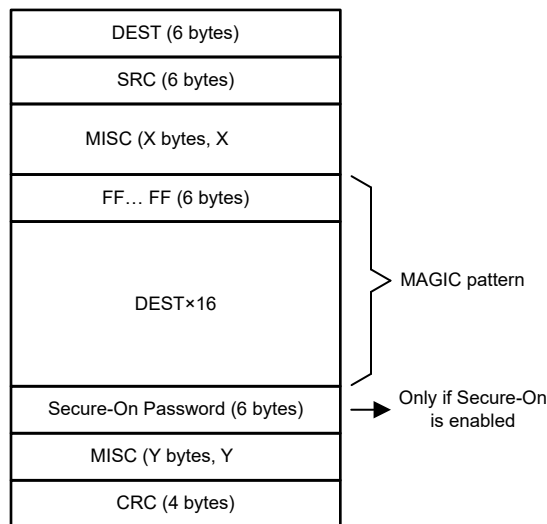 DEST (6 bytes)
SRC (6 bytes)
MISC (X bytes, X
FF… FF (6 bytes)
DEST×16
MAGIC pattern
Secure-On Password (6 bytes)
Only if Secure-On
is enabled
MISC (Y bytes, Y
CRC (4 bytes)